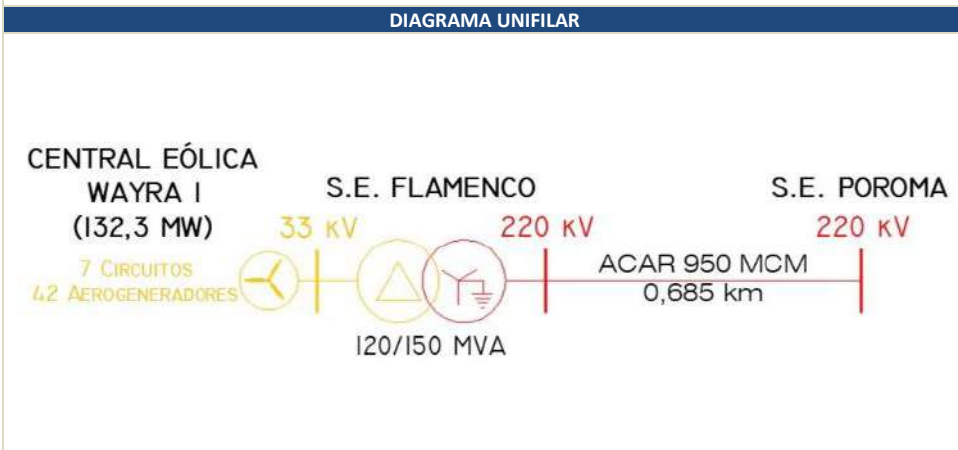 DIAGRAMA UNIFILAR
CENTRAL EÓLICA
WAYRA I
(132,3 MW)
7 CIRCUITOS
42 AEROGENERADORES
33 KV
S.E. FLAMENCO
220 KV
120/150 MVA
ACAR 950 MCM
0,685 km
S.E. POROMA
220 KV